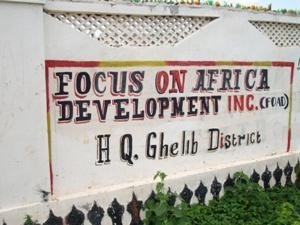 FOCUS ON AFRICA
DEVELOPMENT INC. (FOAD)
H Q. Ghelib District